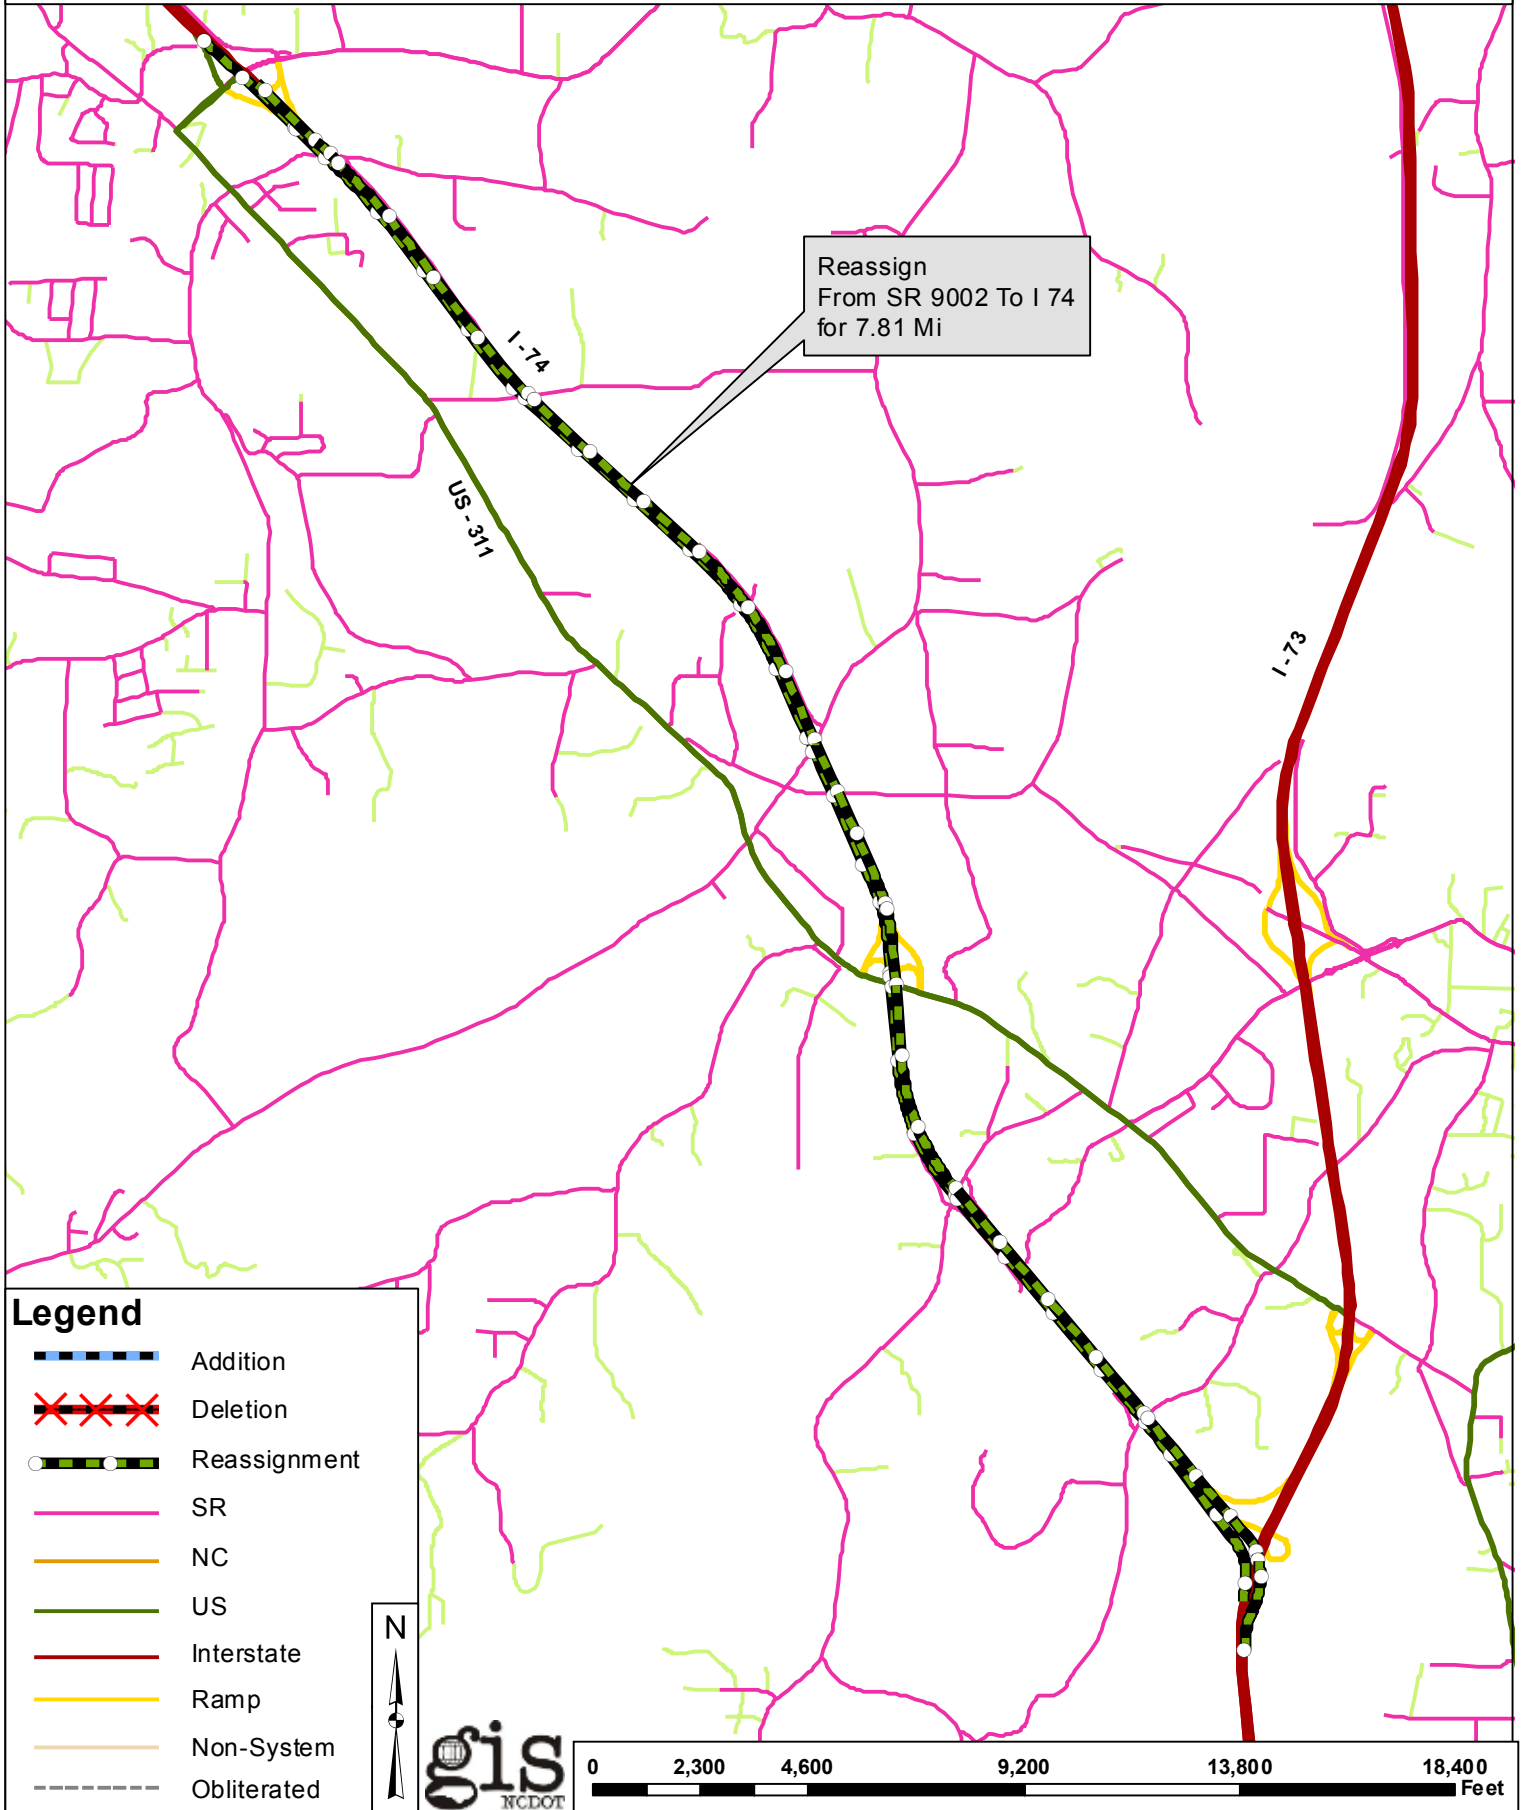 Reassign
From SR 9002 To I 74
for 7.81 Mi
I - 74
US - 311
I - 73
Legend
Addition
Deletion
Reassignment
SR
NC
US
Interstate
Ramp
Non-System
Obliterated
N
gis
NCDOT
0 2,300 4,600 9,200 13,800 18,400
Feet